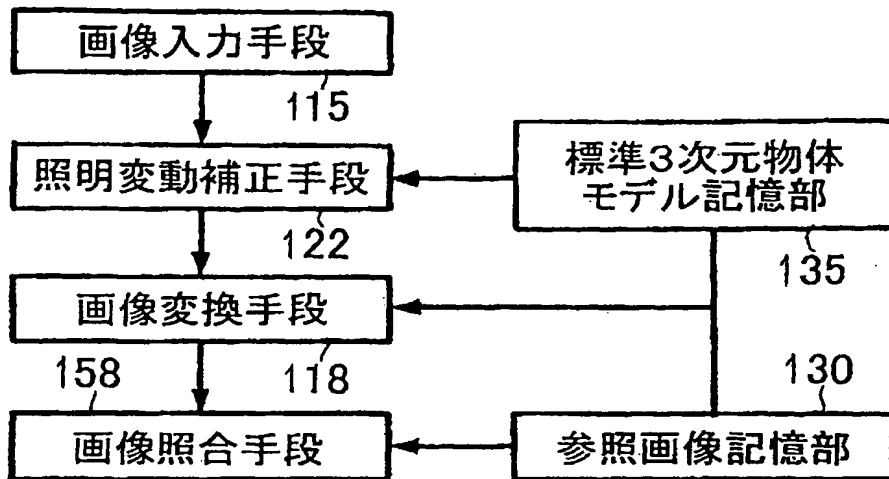 画像入力手段
115
照明変動補正手段
122
標準3次元物体
モデル記憶部
135
画像変換手段
118
158
画像照合手段
130
参照画像記憶部